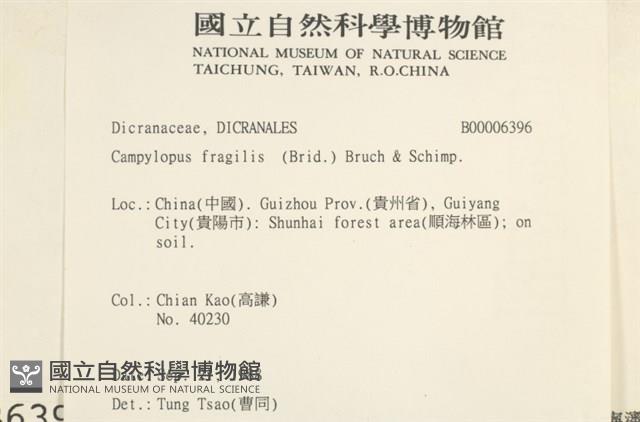 國立自然科學博物館
NATIONAL MUSEUM OF NATURAL SCIENCE
TAICHUNG, TAIWAN, R.O.CHINA
Dicranaceae, DICRANALES B00006396
Campylopus fragilis (Brid.) Bruch & Schimp.
Loc.: China(中國). Guizhou Prov.(貴州省), Guiyang
City(貴陽市): Shunhai forest area(順海林區); on
soil.
Col.: Chian Kao(高謙)
No. 40230
國立自然科學博物館
NATIONAL MUSEUM OF NATURAL SCIENCE
Det.: Tung Tsao(曹同)